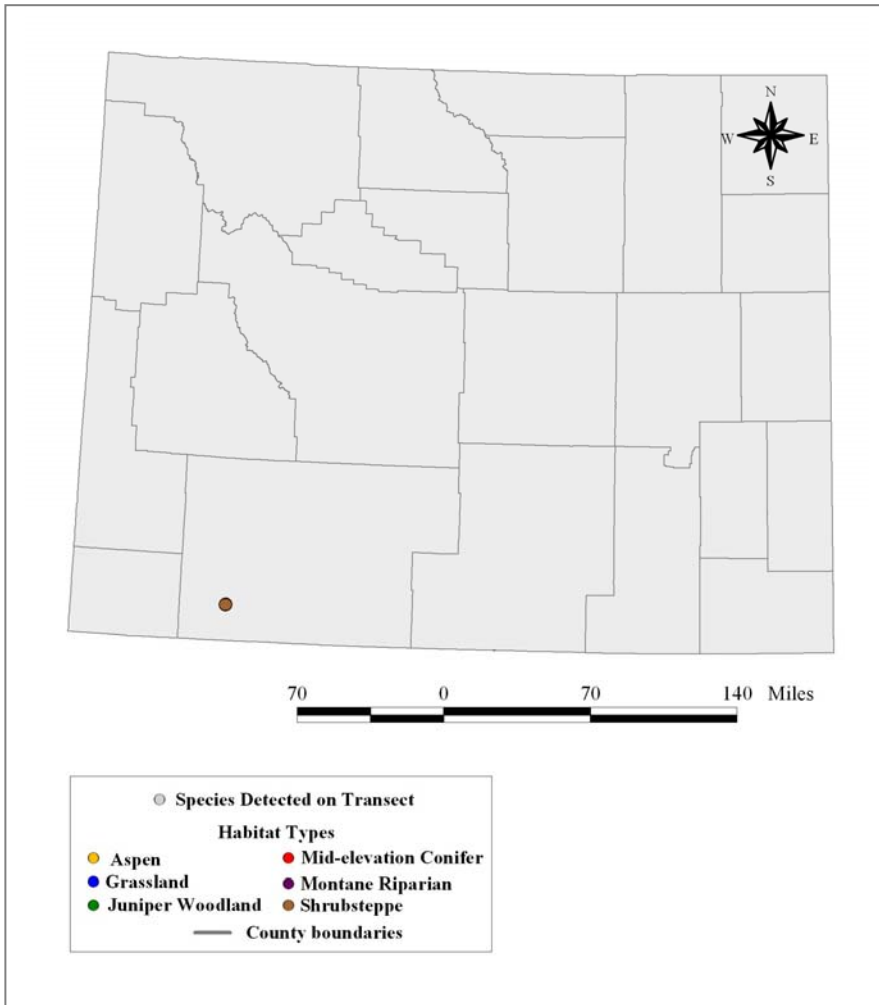 N
W E
S
70 0 70 140 Miles
Species Detected on Transect
Habitat Types
Aspen Mid-elevation Conifer
Grassland Montane Riparian
Juniper Woodland Shrubsteppe
County boundaries